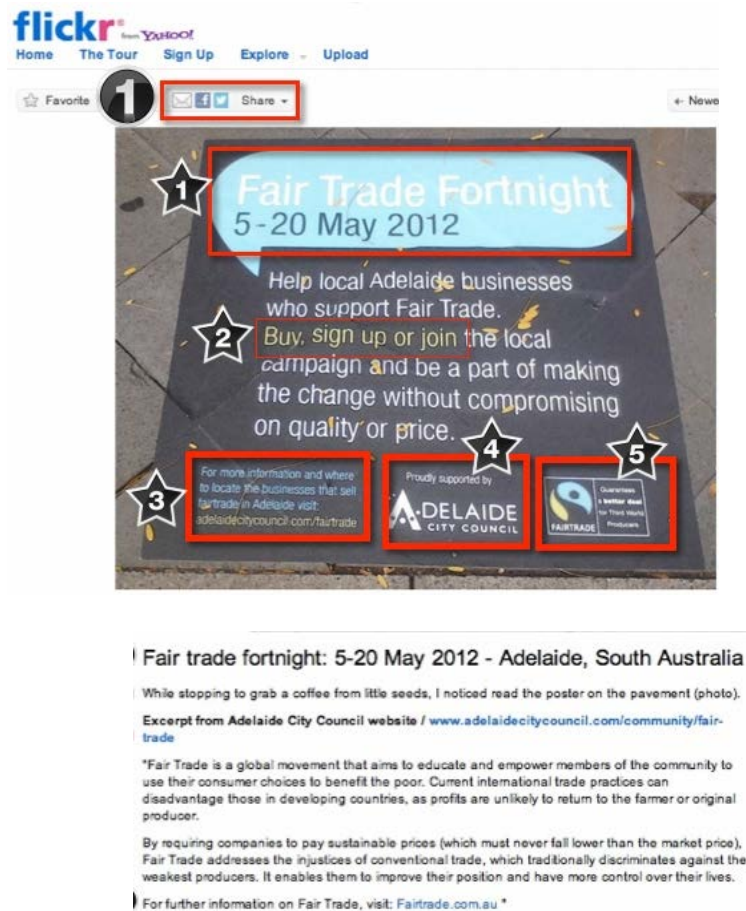 flickr from YAHOO!
Home The Tour Sign Up Explore Upload
Favorite 1 Share Newe
1
Fair Trade Fortnight
5-20 May 2012
Help local Adelaide businesses
who support Fair Trade.
2
Buy, sign up or join the local
campaign and be a part of making
the change without compromising
on quality or price.
3
For more information and where
to locate the businesses that sell
fairtrade in Adelaide visit:
adelaidecitycouncil.com/fairtrade
4
Proudly supported by
ADELAIDE
CITY COUNCIL
5
FAIRTRADE
Guarantees
a better deal
for Third World
Producers
Fair trade fortnight: 5-20 May 2012 - Adelaide, South Australia
While stopping to grab a coffee from little seeds, I noticed read the poster on the pavement (photo).
Excerpt from Adelaide City Council website / www.adelaidecitycouncil.com/community/fair-
trade
"Fair Trade is a global movement that aims to educate and empower members of the community to
use their consumer choices to benefit the poor. Current international trade practices can
disadvantage those in developing countries, as profits are unlikely to return to the farmer or original
producer.
By requiring companies to pay sustainable prices (which must never fall lower than the market price),
Fair Trade addresses the injustices of conventional trade, which traditionally discriminates against the
weakest producers. It enables them to improve their position and have more control over their lives.
For further information on Fair Trade, visit: Fairtrade.com.au "